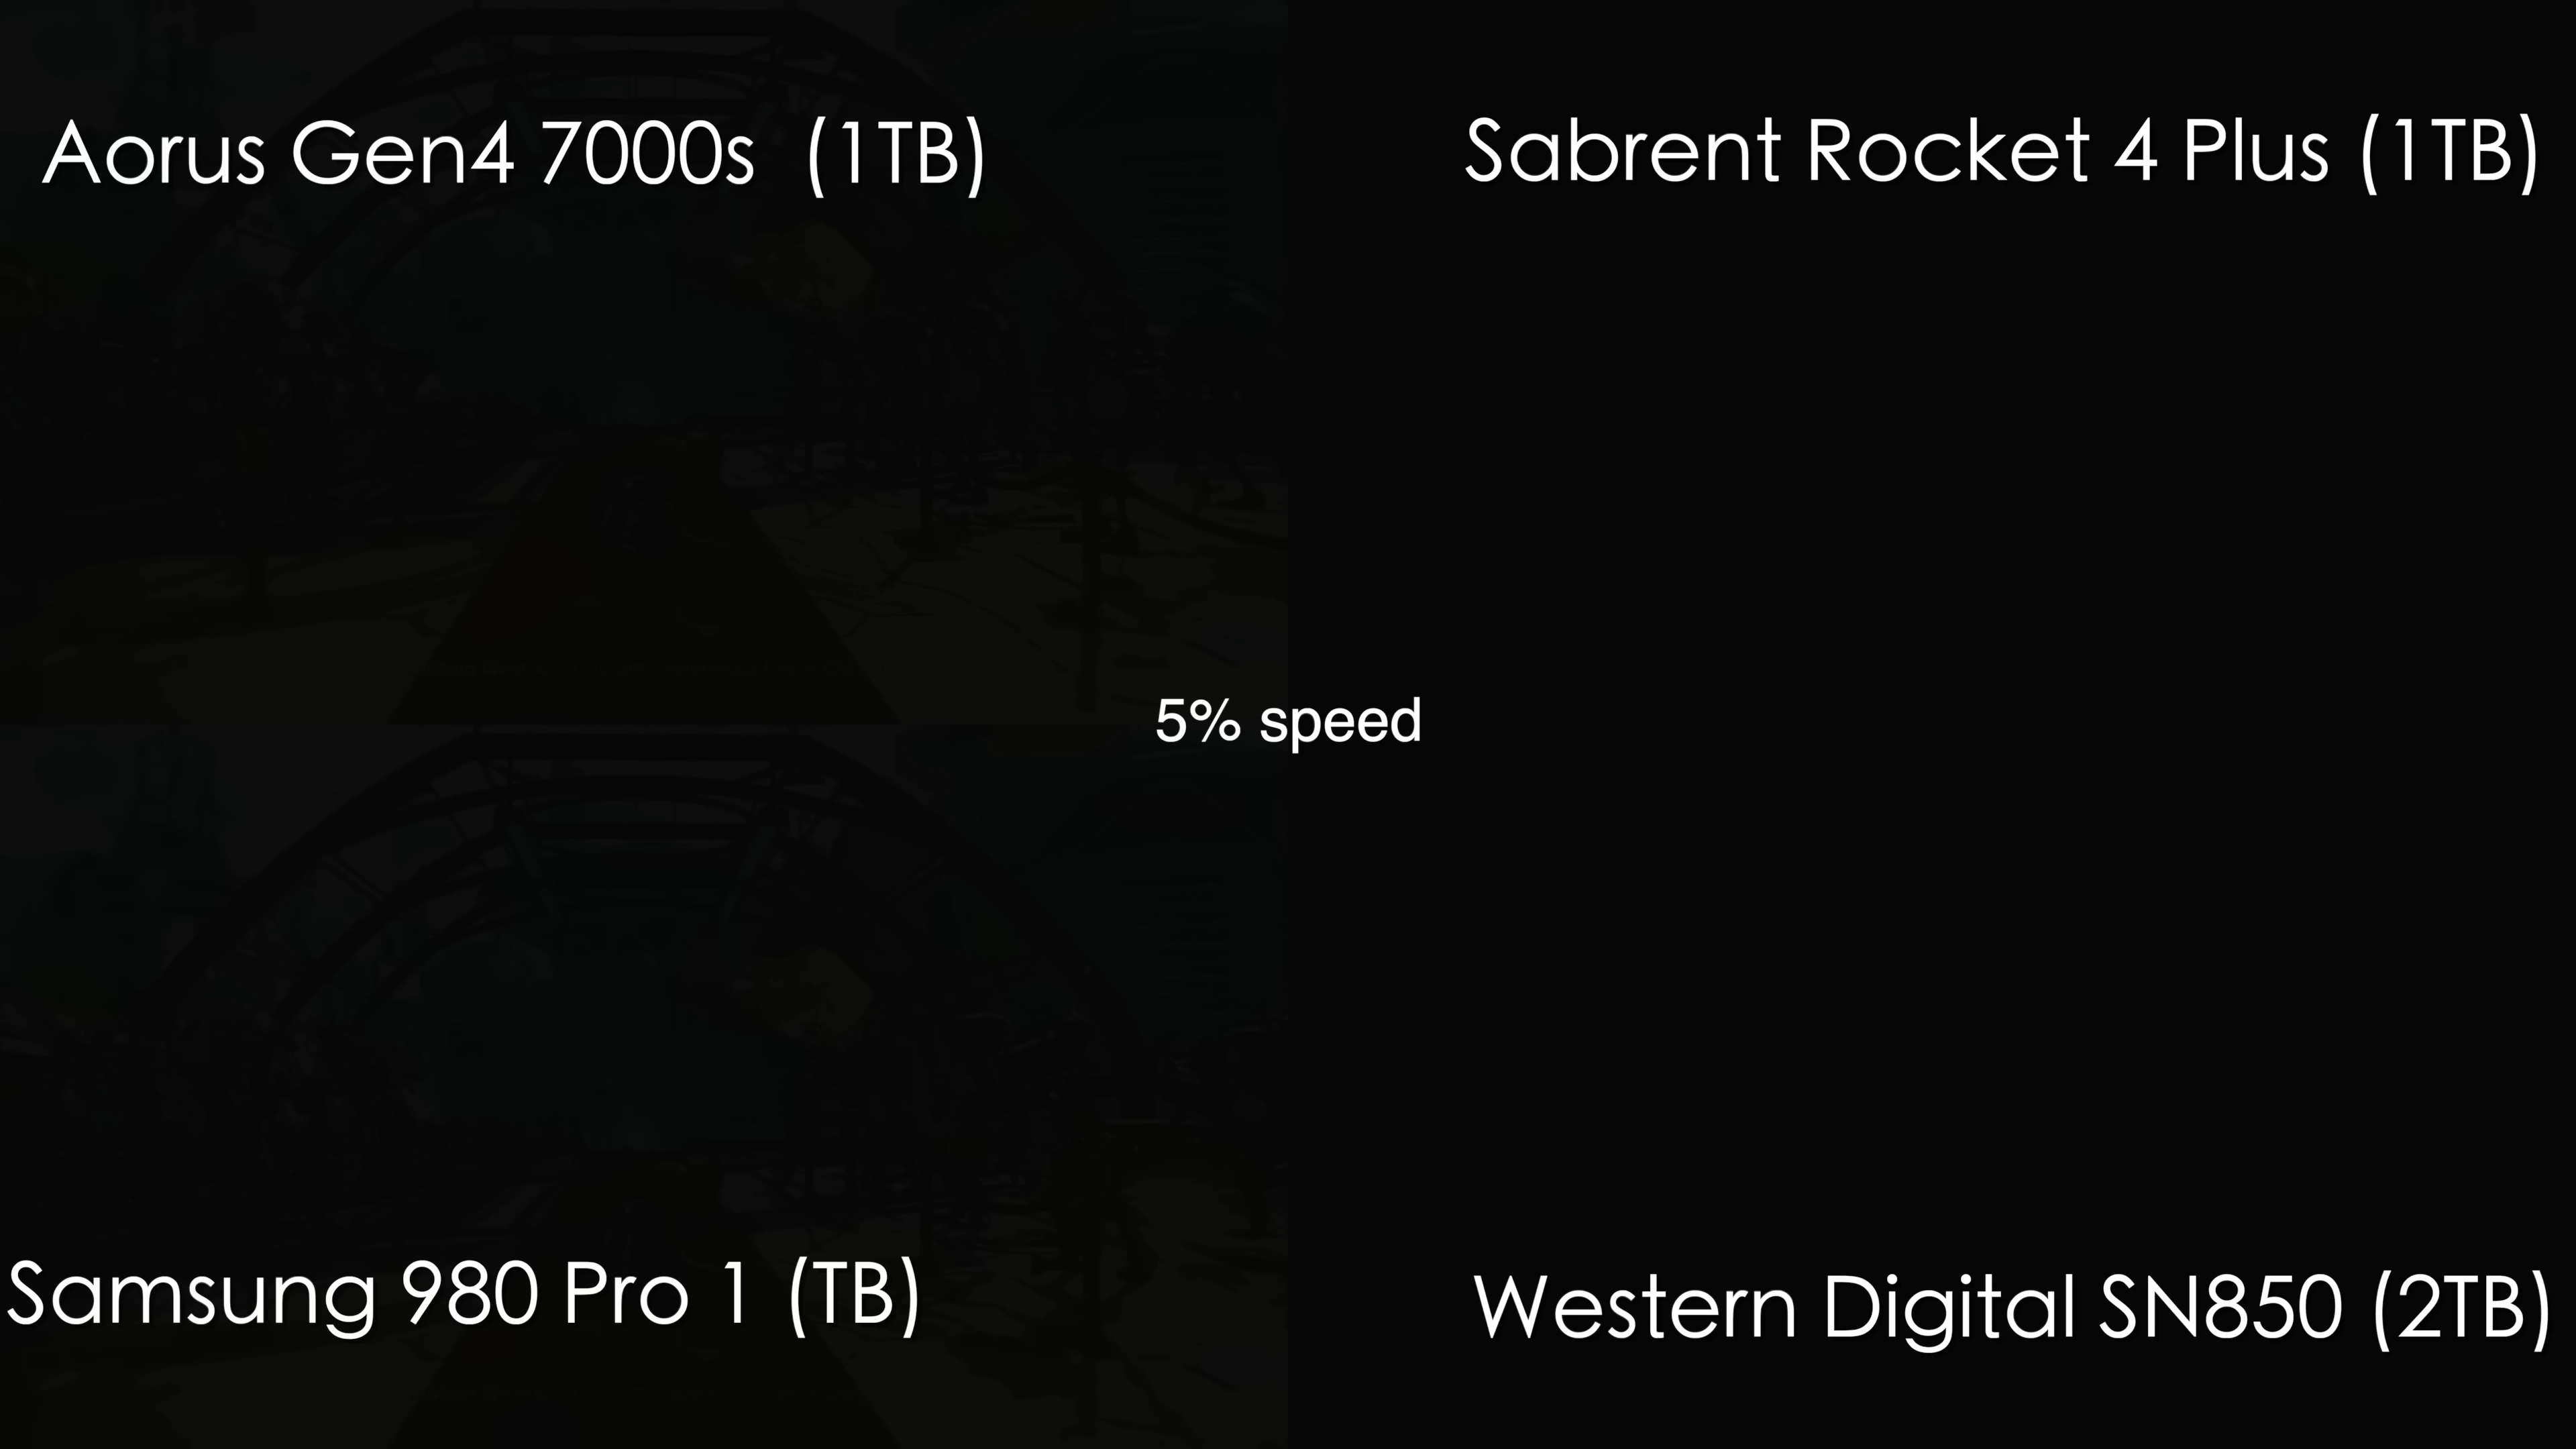 Aorus Gen4 7000s  (1TB)
Sabrent Rocket 4 Plus (1TB)
5% speed
Samsung 980 Pro 1 (TB)
Western Digital SN850 (2TB)